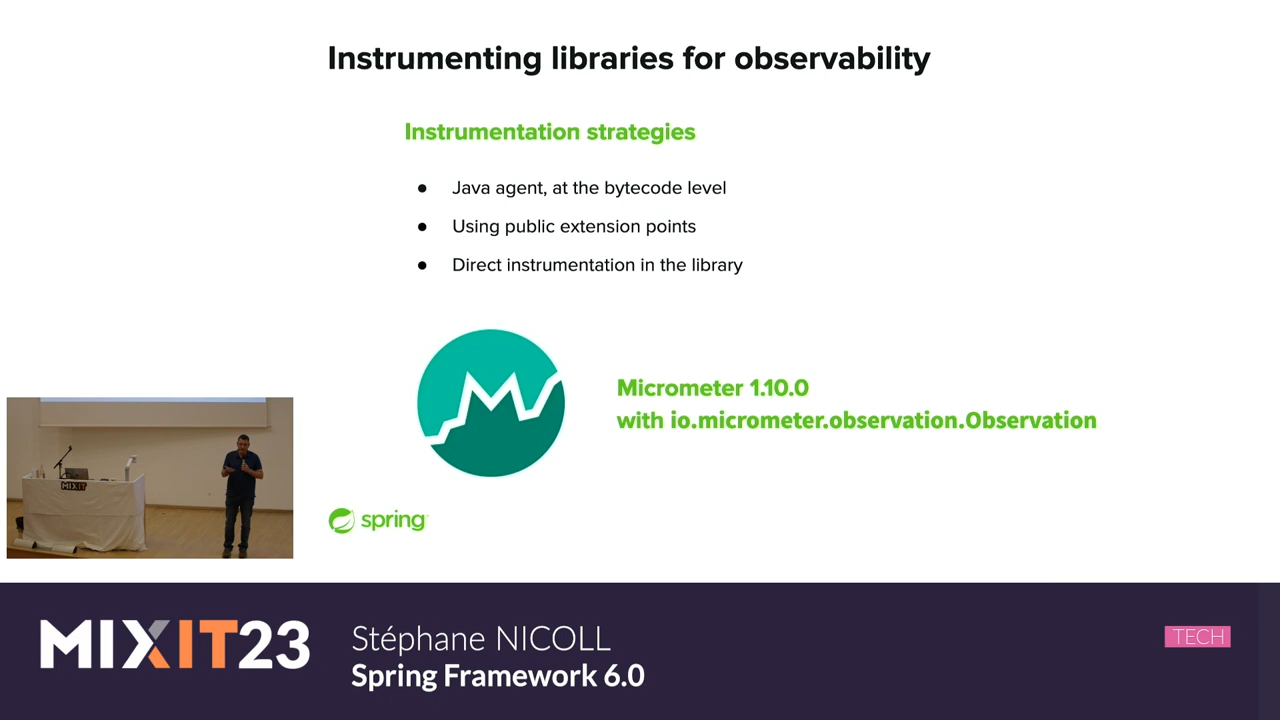 Instrumenting libraries for observability
Instrumentation strategies
● Java agent, at the bytecode level
● Using public extension points
● Direct instrumentation in the library
Micrometer 1.10.0
with io.micrometer.observation.Observation
MIXIT
spring
MIXIT23
Stéphane NICOLL
Spring Framework 6.0
TECH